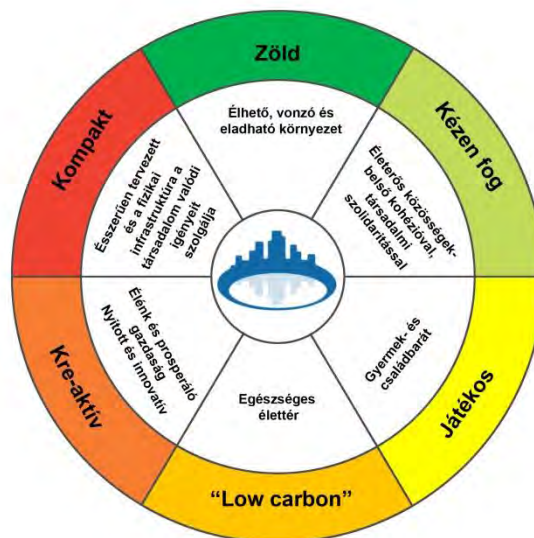 Zöld
Élhető, vonzó és
eladható környezet
Kézen fog
Életerős közösségek-
belső kohézióval,
társadalmi
szolidaritással
Játékos
Gyermek- és
családbarát
"Low carbon"
Egészséges
élettér
Kre-aktív
Élénk és prosperáló
gazdaság
Nyitott és innovatív
Kompakt
Ésszerűen tervezett
és a fizikai
infrastruktúra a
társadalom valódi
igényeit
szolgálja